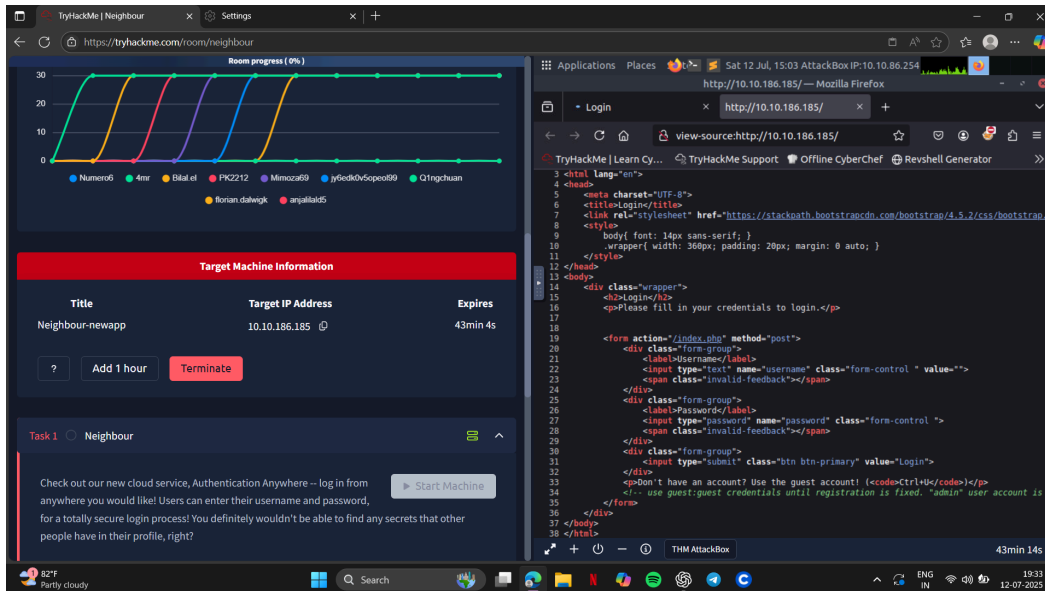 TryHackMe | Neighbour
Settings
https://tryhackme.com/room/neighbour
Room progress ( 0% )
30
20
10
0
Numero6 4mr Bilal.el PK2212 Mimoza69 jy6edk0v5opeol99 Q1ngchuan
florian.dalwigk anjalilald5
Target Machine Information
Title Target IP Address Expires
Neighbour-newapp 10.10.186.185 43min 4s
? Add 1 hour Terminate
Task 1 Neighbour
Check out our new cloud service, Authentication Anywhere -- log in from
anywhere you would like! Users can enter their username and password,
for a totally secure login process! You definitely wouldn't be able to find any secrets that other
people have in their profile, right?
Start Machine
Applications Places Sat 12 Jul, 15:03 AttackBox IP:10.10.86.254
http://10.10.186.185/ — Mozilla Firefox
Login http://10.10.186.185/
view-source:http://10.10.186.185/
TryHackMe | Learn Cy... TryHackMe Support Offline CyberChef Revshell Generator
3 <html lang="en">
4 <head>
5 <meta charset="UTF-8">
6 <title>Login</title>
7 <link rel="stylesheet" href="https://stackpath.bootstrapcdn.com/bootstrap/4.5.2/css/bootstrap.
8 <style>
9 body{ font: 14px sans-serif; }
10 .wrapper{ width: 360px; padding: 20px; margin: 0 auto; }
11 </style>
12 </head>
13 <body>
14 <div class="wrapper">
15 <h2>Login</h2>
16 <p>Please fill in your credentials to login.</p>
17
18
19 <form action="/index.php" method="post">
20 <div class="form-group">
21 <label>Username</label>
22 <input type="text" name="username" class="form-control " value="">
23 <span class="invalid-feedback"></span>
24 </div>
25 <div class="form-group">
26 <label>Password</label>
27 <input type="password" name="password" class="form-control ">
28 <span class="invalid-feedback"></span>
29 </div>
30 <div class="form-group">
31 <input type="submit" class="btn btn-primary" value="Login">
32 </div>
33 <p>Don't have an account? Use the guest account! (<code>Ctrl+U</code>)</p>
34 <!-- use guest:guest credentials until registration is fixed. "admin" user account is
35 </form>
36 </div>
37 </body>
38 </html>
THM AttackBox 43min 14s
1
82°F
Partly cloudy
Search
ENG
IN
19:33
12-07-2025